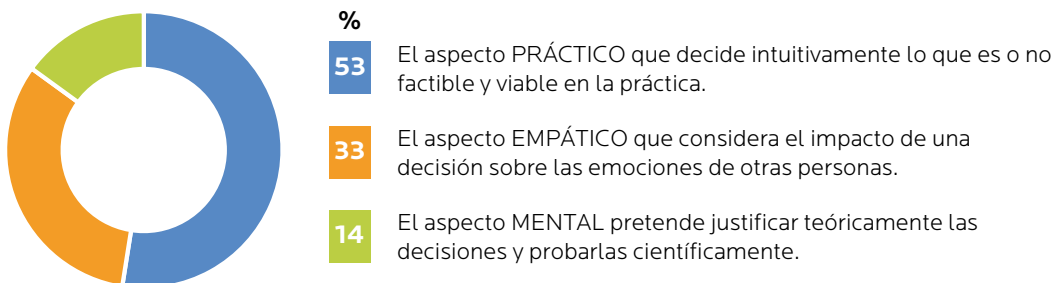 %
53
El aspecto PRÁCTICO que decide intuitivamente lo que es o no
factible y viable en la práctica.
33
El aspecto EMPÁTICO que considera el impacto de una
decisión sobre las emociones de otras personas.
14
El aspecto MENTAL pretende justificar teóricamente las
decisiones y probarlas científicamente.